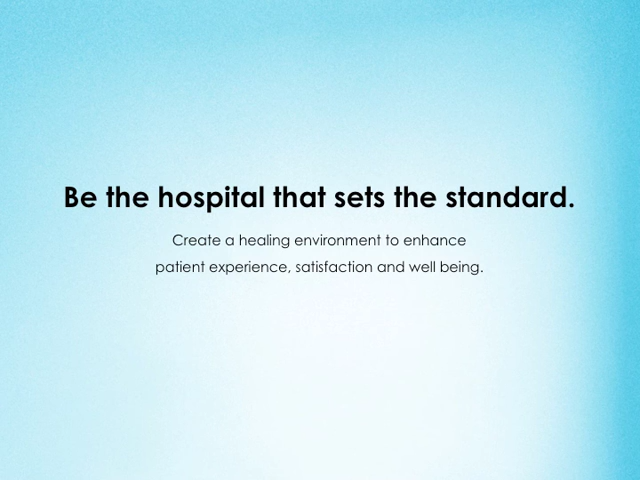 Be the hospital that sets the standard.
Create a healing environment to enhance
patient experience, satisfaction and well being.